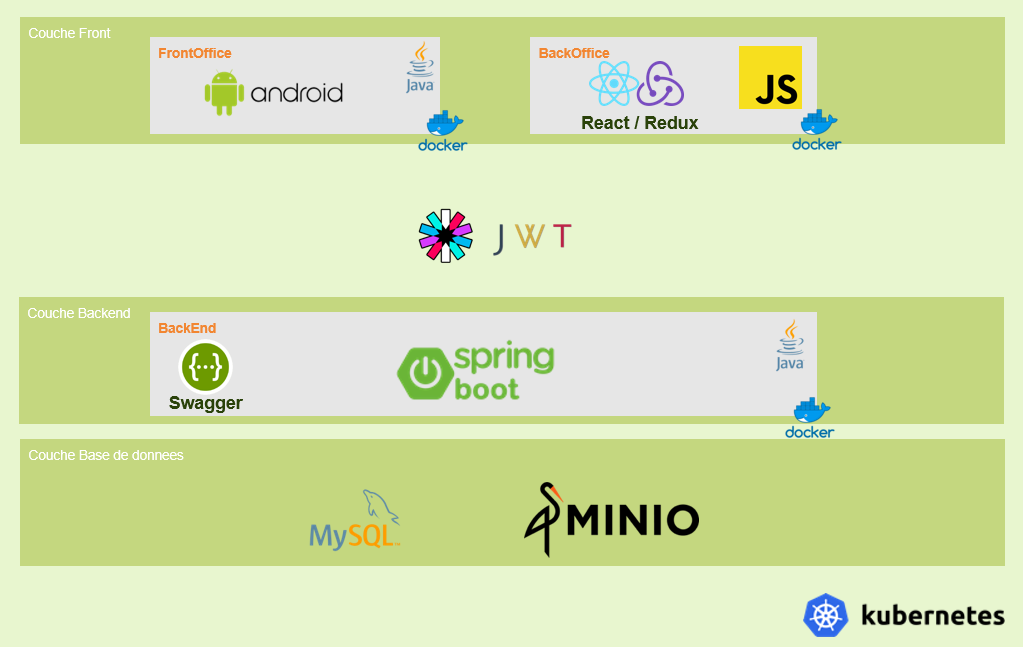 Couche Front
FrontOffice
android
Java
docker
BackOffice
React / Redux
JS
docker
JWT
Couche Backend
BackEnd
{···}
Swagger
spring
boot
Java
docker
Couche Base de donnees
MySQL™
MINIO
kubernetes